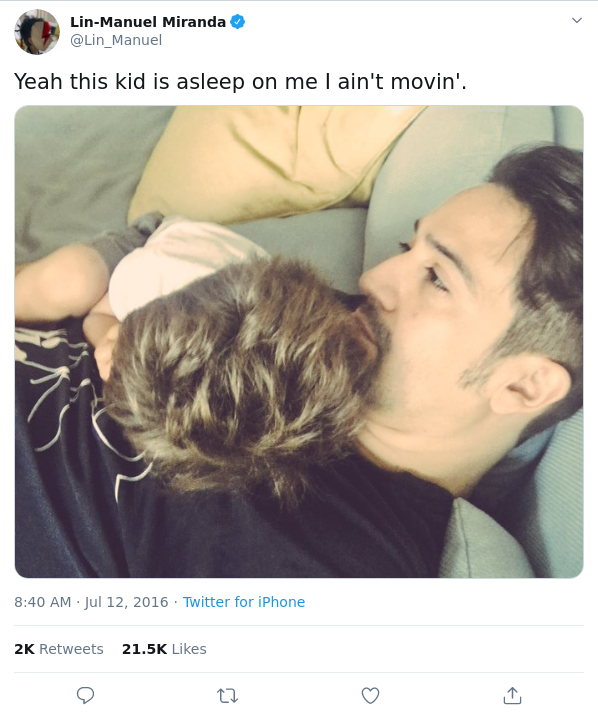 Lin-Manuel Miranda
@Lin_Manuel
Yeah this kid is asleep on me I ain't movin'.
8:40 AM · Jul 12, 2016 · Twitter for iPhone
2K Retweets 21.5K Likes